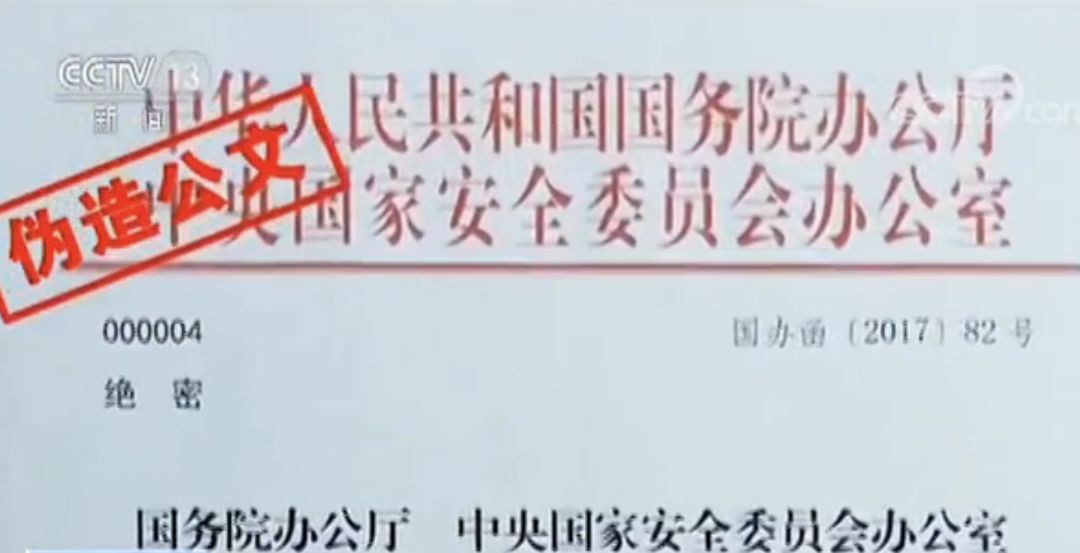 CCTV 13
新闻
中华人民共和国国务院办公厅
中央国家安全委员会办公室
伪造公文
000004
国办函〔2017〕82号
绝 密
国务院办公厅 中央国家安全委员会办公室